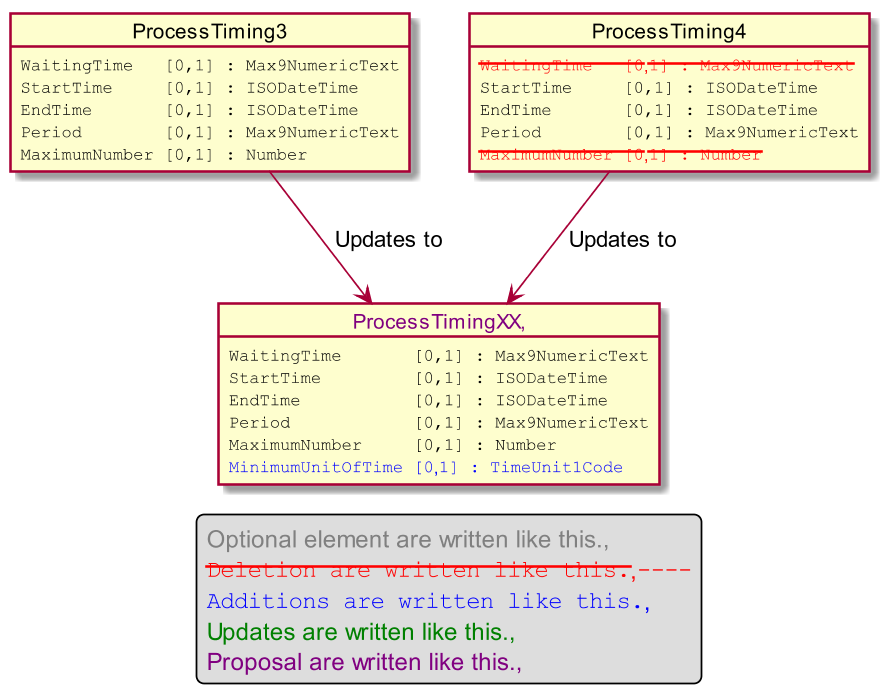 ProcessTiming3
WaitingTime [0,1] : Max9NumericText
StartTime [0,1] : ISODateTime
EndTime [0,1] : ISODateTime
Period [0,1] : Max9NumericText
MaximumNumber [0,1] : Number
ProcessTiming4
WaitingTime [0,1] : Max9NumericText
StartTime [0,1] : ISODateTime
EndTime [0,1] : ISODateTime
Period [0,1] : Max9NumericText
MaximumNumber [0,1] : Number
Updates to
Updates to
ProcessTimingXX,
WaitingTime [0,1] : Max9NumericText
StartTime [0,1] : ISODateTime
EndTime [0,1] : ISODateTime
Period [0,1] : Max9NumericText
MaximumNumber [0,1] : Number
MinimumUnitOfTime [0,1] : TimeUnit1Code
Optional element are written like this.,
Deletion are written like this.,----
Additions are written like this.,
Updates are written like this.,
Proposal are written like this.,